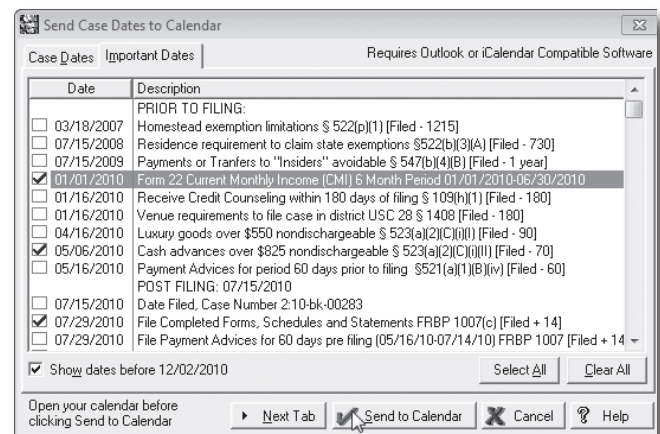 Send Case Dates to Calendar
Case Dates Important Dates Requires Outlook or iCalendar Compatible Software
Date Description
PRIOR TO FILING:
03/18/2007 Homestead exemption limitations § 522(p)(1) [Filed - 1215]
07/15/2008 Residence requirement to claim state exemptions §522(b)(3)(A) [Filed - 730]
07/15/2009 Payments or Tranfers to "Insiders" avoidable § 547(b)(4)(B) [Filed - 1 year]
01/01/2010 Form 22 Current Monthly Income (CMI) 6 Month Period 01/01/2010-06/30/2010
01/16/2010 Receive Credit Counseling within 180 days of filing § 109(h)(1) [Filed - 180]
01/16/2010 Venue requirements to file case in district USC 28 § 1408 [Filed - 180]
04/16/2010 Luxury goods over $550 nondischargeable § 523(a)(2)(C)(i)(I) [Filed - 90]
05/06/2010 Cash advances over $825 nondischargeable § 523(a)(2)(C)(i)(II) [Filed - 70]
05/16/2010 Payment Advices for period 60 days prior to filing §521(a)(1)(B)(iv) [Filed - 60]
POST FILING: 07/15/2010
07/15/2010 Date Filed, Case Number 2:10-bk-00283
07/29/2010 File Completed Forms, Schedules and Statements FRBP 1007(c) [Filed + 14]
07/29/2010 File Payment Advices for 60 days pre filing (05/16/10-07/14/10) FRBP 1007 [Filed + 14
Show dates before 12/02/2010 Select All Clear All
Open your calendar before
clicking Send to Calendar Next Tab Send to Calendar Cancel Help